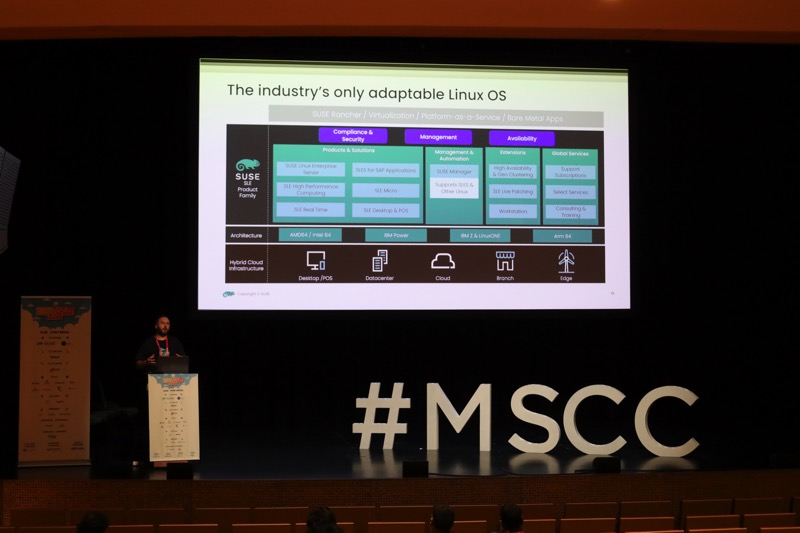 The industry's only adaptable Linux OS
SUSE Rancher / Virtualization / Platform-as-a-Service / Bare Metal Apps
Compliance &
Security
Management
Availability
SUSE
SLE
Product
Family
Products & Solutions
SUSE Linux Enterprise
Server
SLES for SAP Applications
SLE High Performance
Computing
SLE Micro
SLE Real Time
SLE Desktop & POS
Management &
Automation
SUSE Manager
Supports SLES &
Other Linux
Extensions
High Availability
& Geo Clustering
SLE Live Patching
Workstation
Global Services
Support
Subscriptions
Select Services
Consulting &
Training
Architecture
AMD64 / Intel 64
IBM Power
IBM Z & LinuxONE
Arm 64
Hybrid Cloud
Infrastructure
Desktop /POS
Datacenter
Cloud
Branch
Edge
Copyright © SUSE
#MSCC